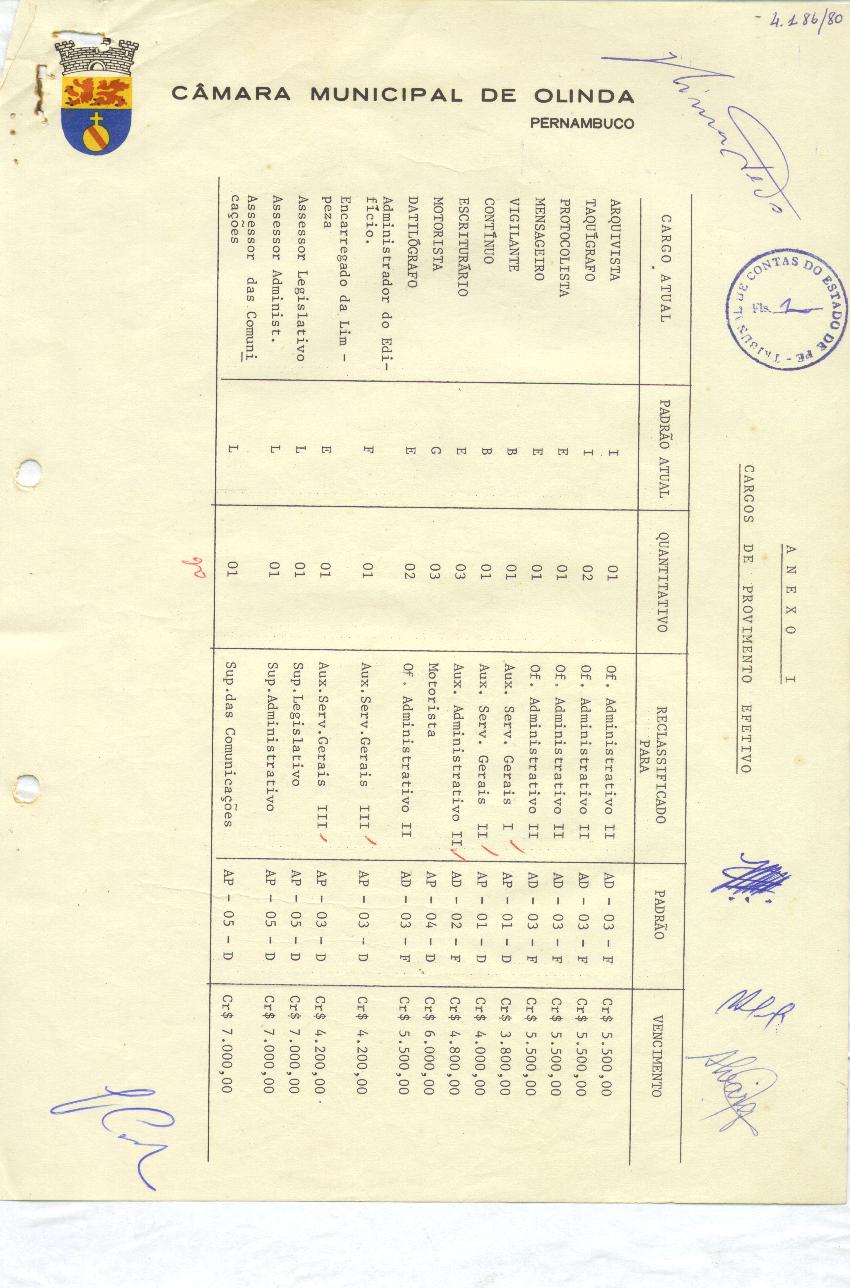 4.186/80
CÂMARA MUNICIPAL DE OLINDA
PERNAMBUCO
TRIBUNAL DE CONTAS DO ESTADO DE PE -
Fls. 1
A N E X O I
CARGOS DE PROVIMENTO EFETIVO
CARGO ATUAL PADRÃO ATUAL QUANTITATIVO RECLASSIFICADO PARA PADRÃO VENCIMENTO
ARQUIVISTA I 01 Of. Administrativo II AD - 03 - F Cr$ 5.500,00
TAQUÍGRAFO I 02 Of. Administrativo II AD - 03 - F Cr$ 5.500,00
PROTOCOLISTA E 01 Of. Administrativo II AD - 03 - F Cr$ 5.500,00
MENSAGEIRO E 01 Of. Administrativo II AD - 03 - F Cr$ 5.500,00
VIGILANTE B 01 Aux. Serv. Gerais I AP - 01 - D Cr$ 3.800,00
CONTÍNUO B 01 Aux. Serv. Gerais II AP - 01 - D Cr$ 4.000,00
ESCRITURÁRIO E 03 Aux. Administrativo II AD - 02 - F Cr$ 4.800,00
MOTORISTA G 03 Motorista AP - 04 - D Cr$ 6.000,00
DATILÓGRAFO E 02 Of. Administrativo II AD - 03 - F Cr$ 5.500,00
Administrador do Edi-
fício. F 01 Aux.Serv.Gerais III AP - 03 - D Cr$ 4.200,00
Encarregado da Lim -
peza E 01 Aux.Serv.Gerais III AP - 03 - D Cr$ 4.200,00
Assessor Legislativo L 01 Sup.Legislativo AP - 05 - D Cr$ 7.000,00
Assessor Administ. L 01 Sup.Administrativo AP - 05 - D Cr$ 7.000,00
Assessor das Comuni
cações L 01 Sup.das Comunicações AP - 05 - D Cr$ 7.000,00